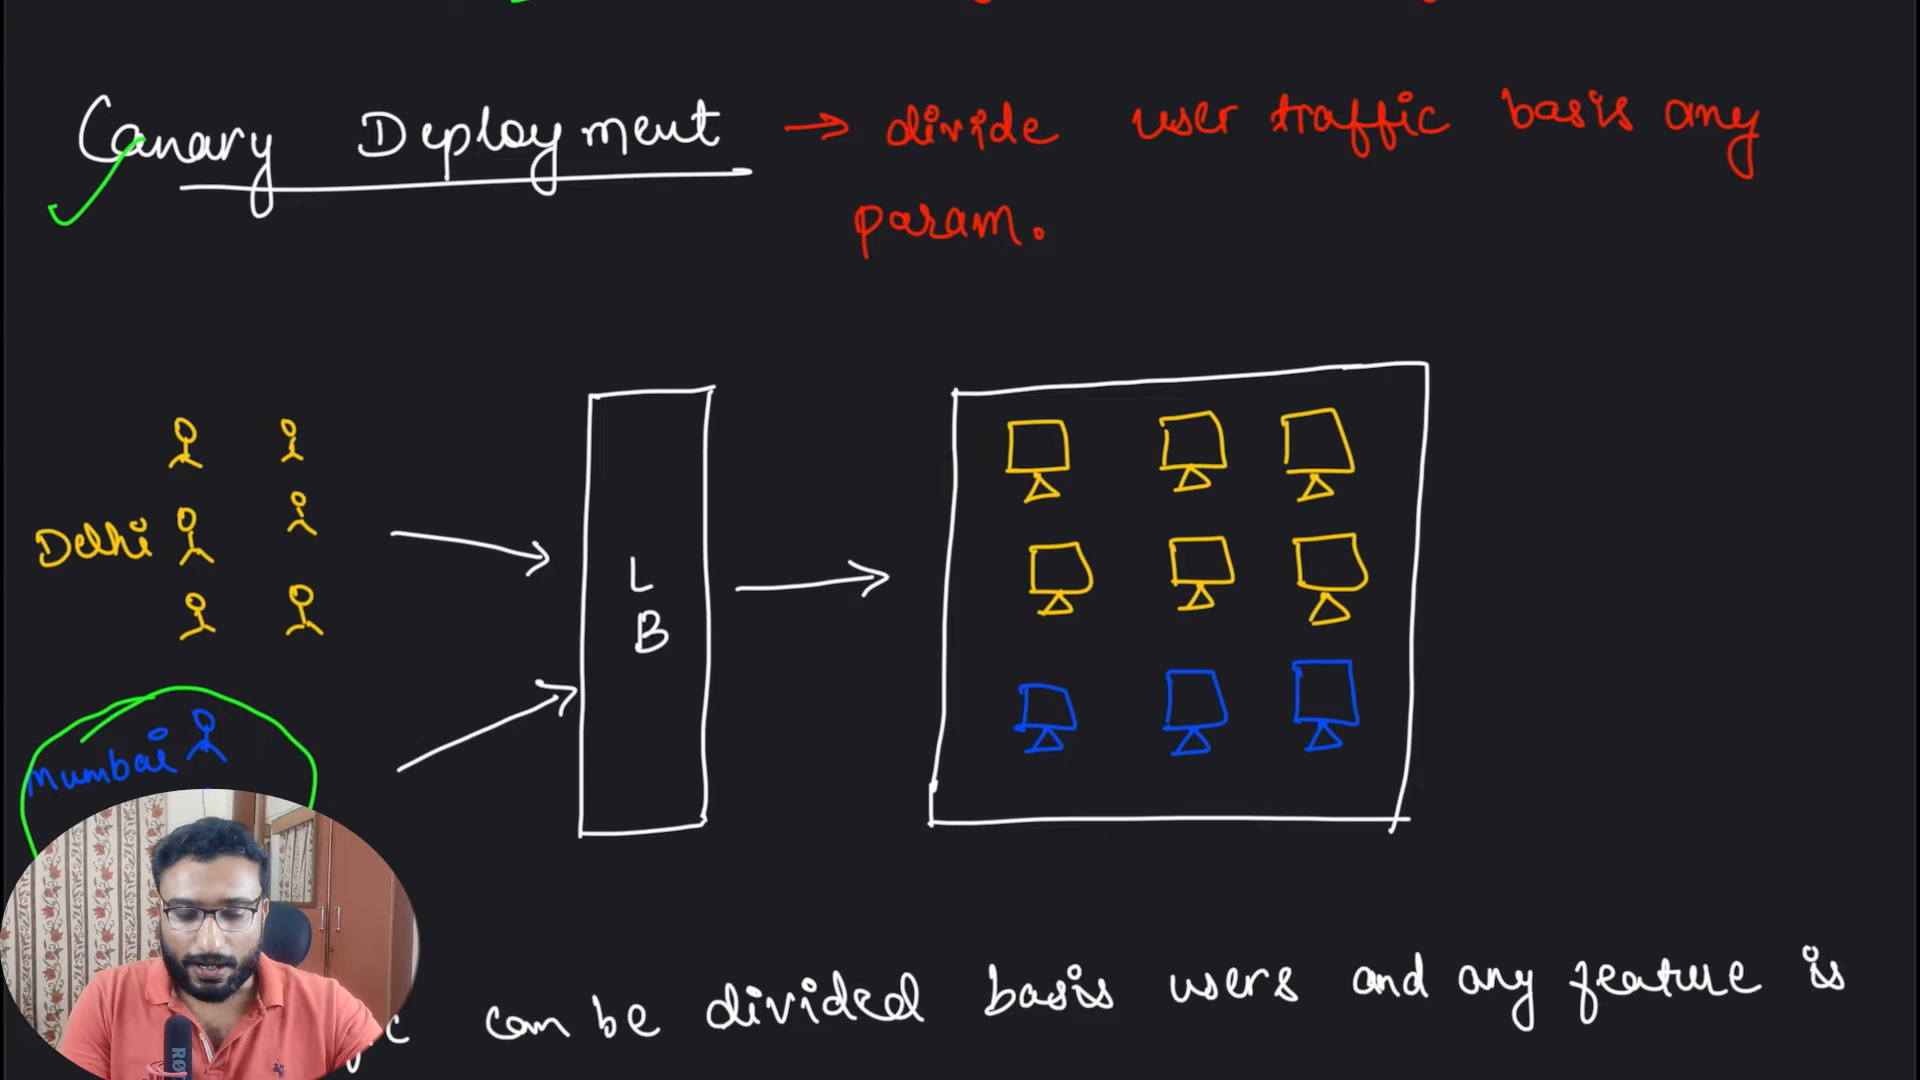 Canary Deployment → divide user traffic basis any
param.
Delhi
L
B
Mumbai
can be divided basis users and any feature is